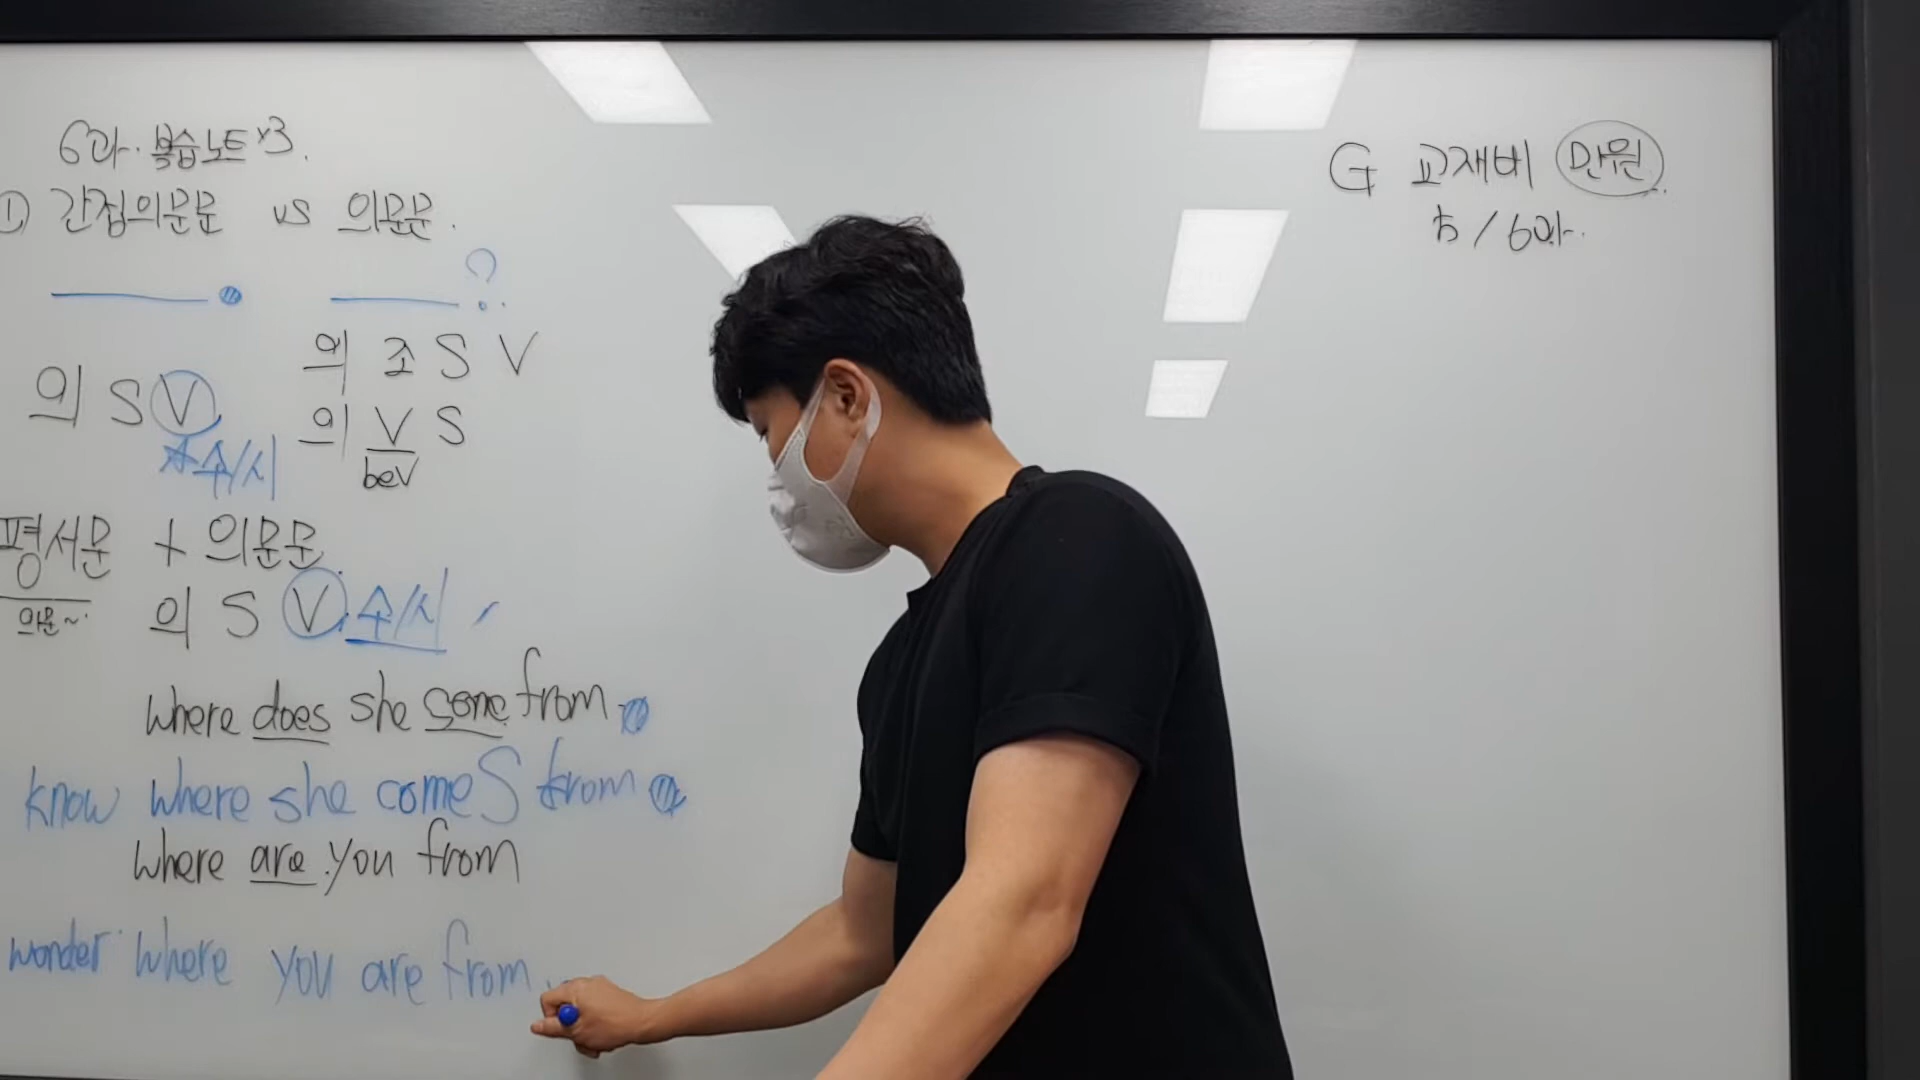 6과. 복습노트x3.
① 간접의문문 vs 의문문.
?
의 S V
★수/시
의 조 S V
의 V S
beV
평서문 + 의문문.
의문~
의 S V. 수/시
where does she come from.
know where she comeS from.
where are you from
wonder where you are from.
G 교재비 만원.
5/6과.